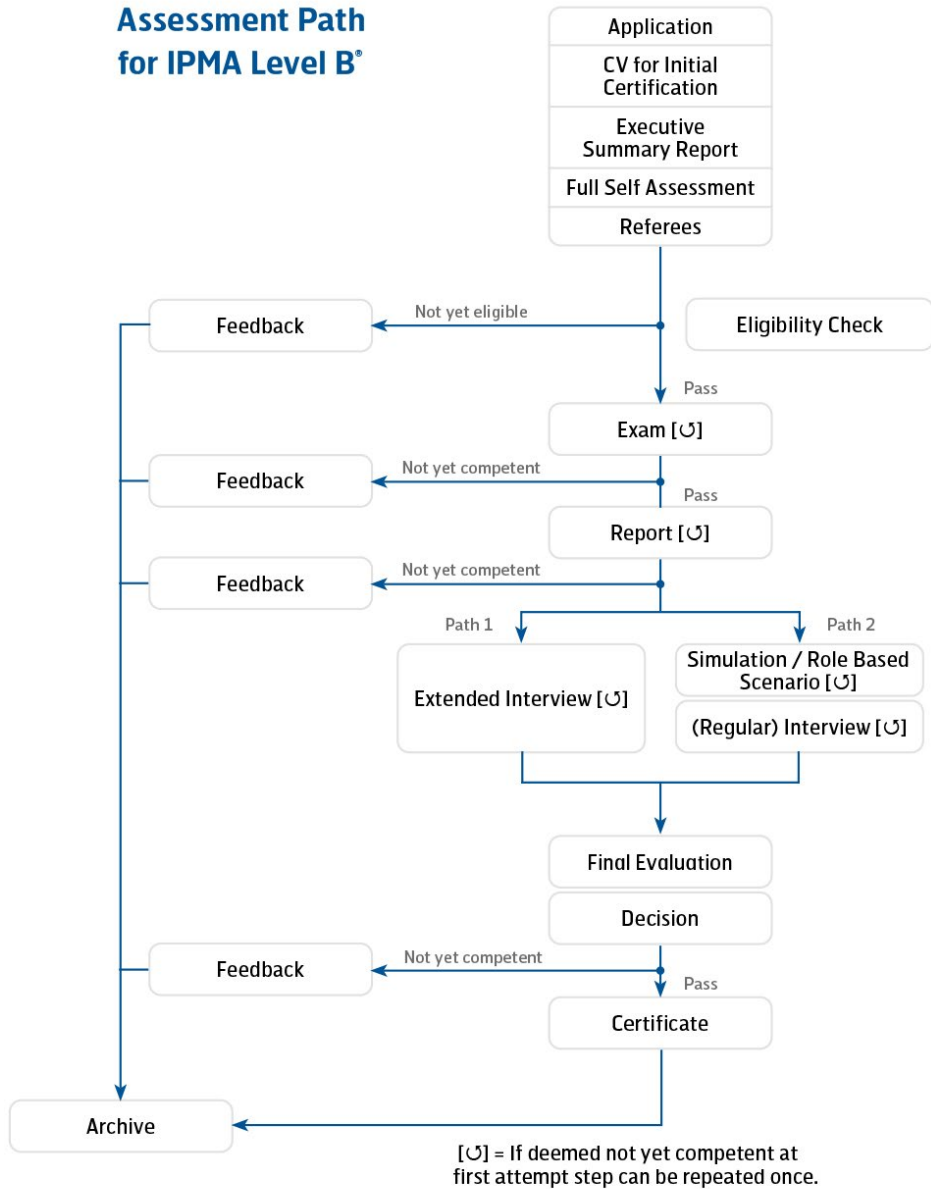 Assessment Path
for IPMA Level B®
Application
CV for Initial
Certification
Executive
Summary Report
Full Self Assessment
Referees
Feedback
Not yet eligible
Eligibility Check
Pass
Exam [↺]
Feedback
Not yet competent
Pass
Report [↺]
Feedback
Not yet competent
Path 1
Path 2
Extended Interview [↺]
Simulation / Role Based
Scenario [↺]
(Regular) Interview [↺]
Final Evaluation
Decision
Feedback
Not yet competent
Pass
Certificate
Archive
[↺] = If deemed not yet competent at
first attempt step can be repeated once.